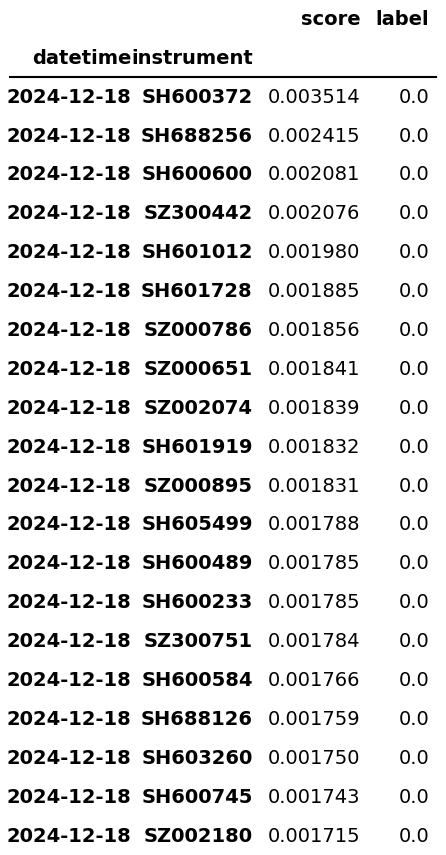 score label
datetime instrument
2024-12-18 SH600372 0.003514 0.0
2024-12-18 SH688256 0.002415 0.0
2024-12-18 SH600600 0.002081 0.0
2024-12-18 SZ300442 0.002076 0.0
2024-12-18 SH601012 0.001980 0.0
2024-12-18 SH601728 0.001885 0.0
2024-12-18 SZ000786 0.001856 0.0
2024-12-18 SZ000651 0.001841 0.0
2024-12-18 SZ002074 0.001839 0.0
2024-12-18 SH601919 0.001832 0.0
2024-12-18 SZ000895 0.001831 0.0
2024-12-18 SH605499 0.001788 0.0
2024-12-18 SH600489 0.001785 0.0
2024-12-18 SH600233 0.001785 0.0
2024-12-18 SZ300751 0.001784 0.0
2024-12-18 SH600584 0.001766 0.0
2024-12-18 SH688126 0.001759 0.0
2024-12-18 SH603260 0.001750 0.0
2024-12-18 SH600745 0.001743 0.0
2024-12-18 SZ002180 0.001715 0.0